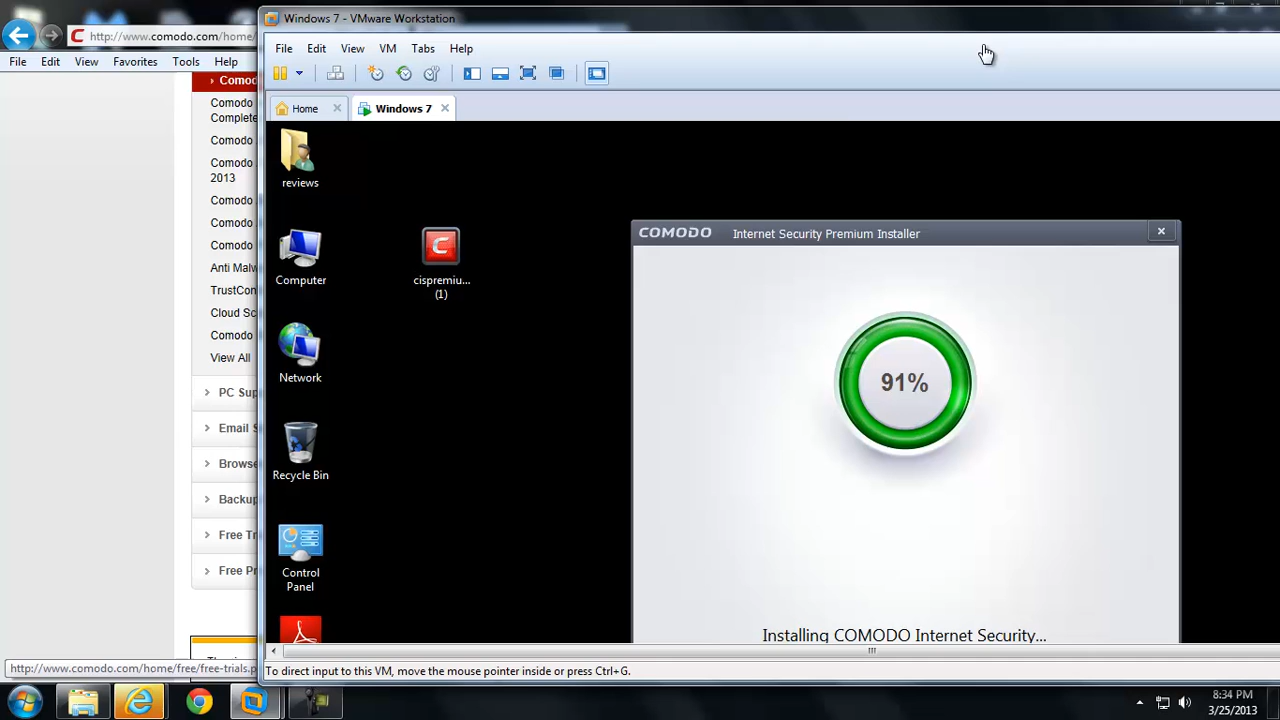 Windows 7 - VMware Workstation
http://www.comodo.com/home/
File Edit View Favorites Tools Help
File Edit View VM Tabs Help
Home
Windows 7
Comodo
Complete
Comodo
Comodo
2013
Comodo
Comodo
Comodo
Anti Malw
TrustCon
Cloud Sc
Comodo
View All
PC Sup
Email S
Browse
Backup
Free Tr
Free Pr
reviews
Computer
Network
Recycle Bin
Control
Panel
cispremiu...
(1)
COMODO Internet Security Premium Installer
91%
Installing COMODO Internet Security...
http://www.comodo.com/home/free/free-trials.p
To direct input to this VM, move the mouse pointer inside or press Ctrl+G.
8:34 PM
3/25/2013